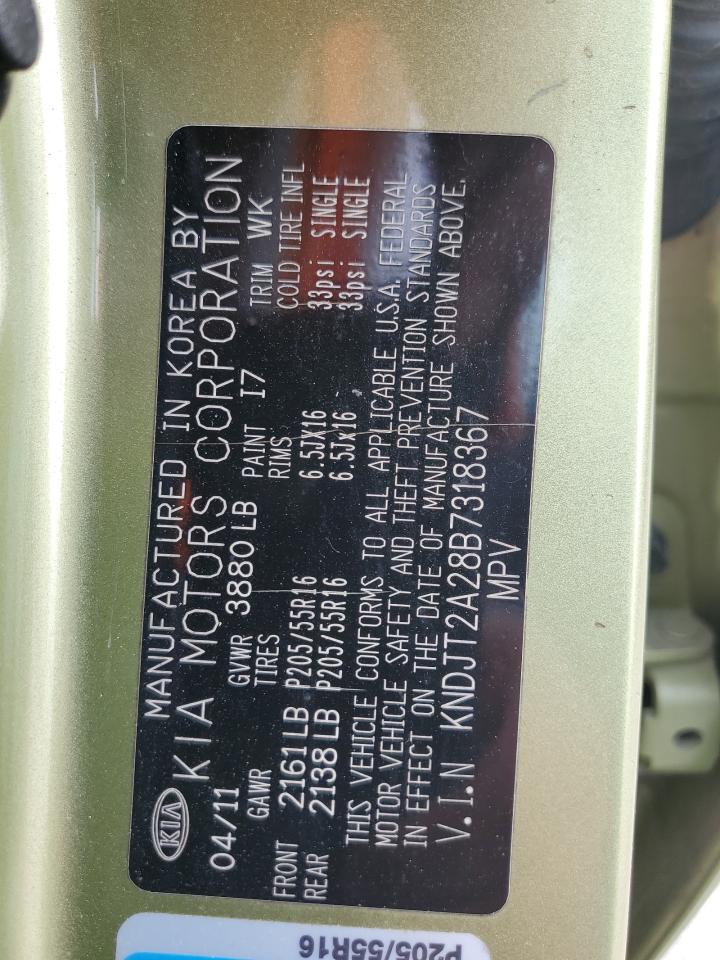 MANUFACTURED IN KOREA BY
KIA KIA MOTORS CORPORATION
04/11 GVWR 3880 LB PAINT I7 TRIM WK
GAWR TIRES RIMS COLD TIRE INFL
FRONT 2161 LB P205/55R16 6.5JX16 33psi SINGLE
REAR 2138 LB P205/55R16 6.5Jx16 33psi SINGLE
THIS VEHICLE CONFORMS TO ALL APPLICABLE U.S.A. FEDERAL
MOTOR VEHICLE SAFETY AND THEFT PREVENTION STANDARDS
IN EFFECT ON THE DATE OF MANUFACTURE SHOWN ABOVE.
V.I.N KNDJT2A28B7318367
MPV
P205/55R16